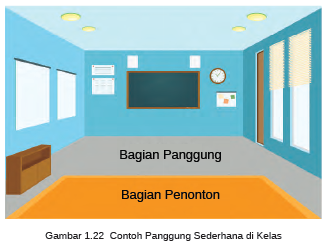 Bagian Panggung
Bagian Penonton
Gambar 1.22 Contoh Panggung Sederhana di Kelas